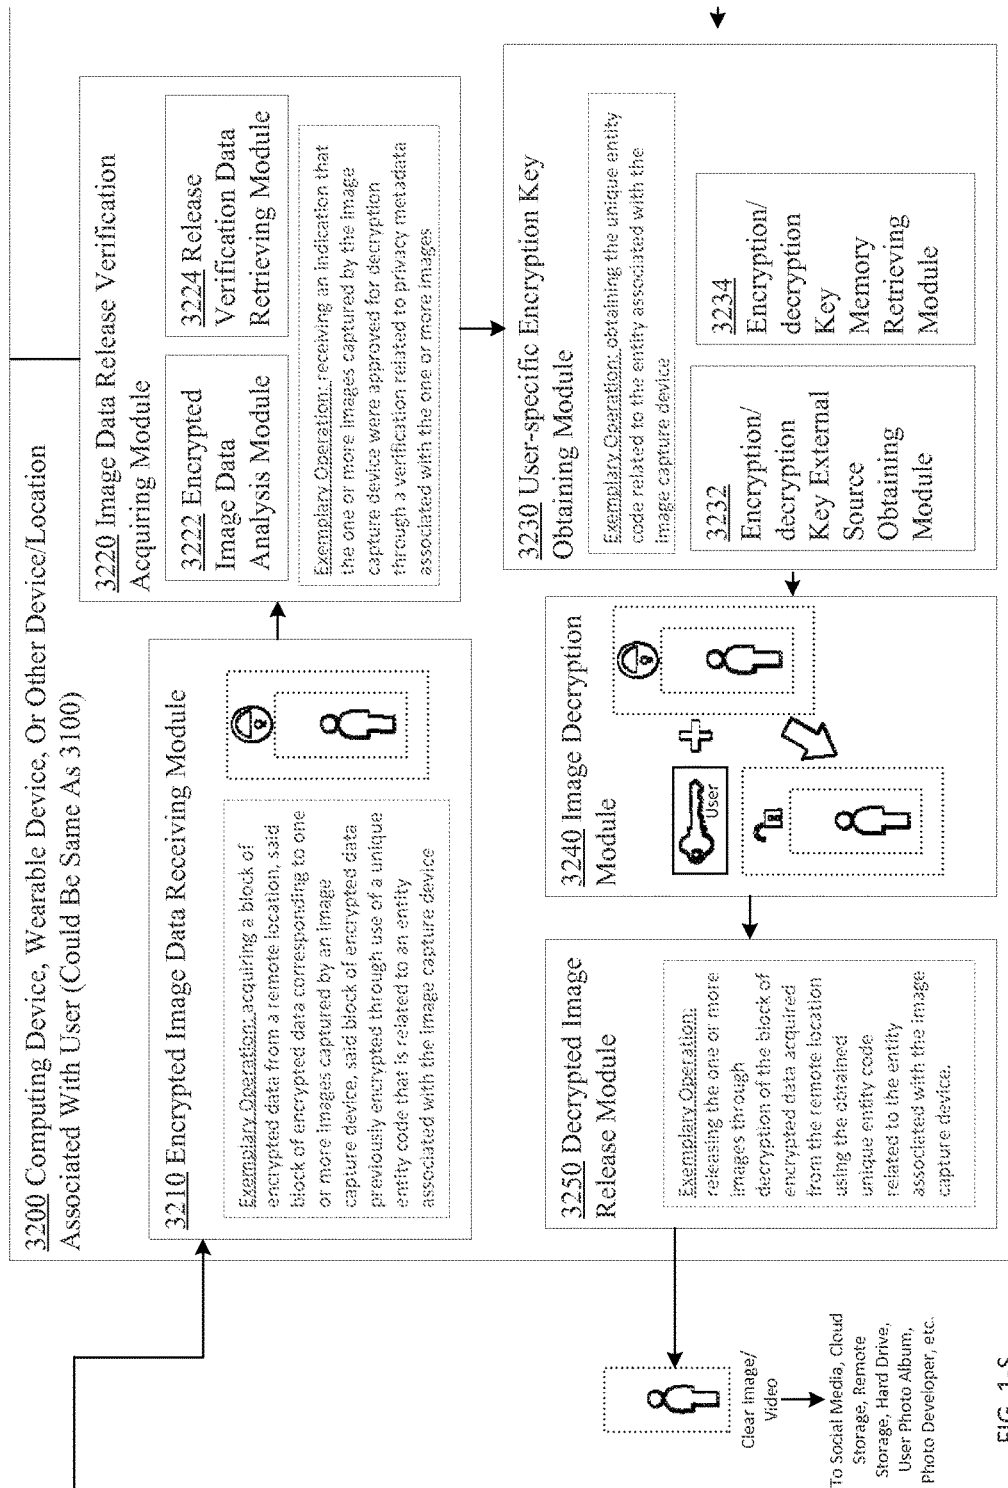 3200 Computing Device, Wearable Device, Or Other Device/Location
Associated With User (Could Be Same As 3100)
3210 Encrypted Image Data Receiving Module
Exemplary Operation: acquiring a block of
encrypted data from a remote location, said
block of encrypted data corresponding to one
or more images captured by an image
capture device, said block of encrypted data
previously encrypted through use of a unique
entity code that is related to an entity
associated with the image capture device
3220 Image Data Release Verification
Acquiring Module
3222 Encrypted
Image Data
Analysis Module
3224 Release
Verification Data
Retrieving Module
Exemplary Operation: receiving an indication that
the one or more images captured by the image
capture device were approved for decryption
through a verification related to privacy metadata
associated with the one or more images
3230 User-specific Encryption Key
Obtaining Module
Exemplary Operation: obtaining the unique entity
code related to the entity associated with the
image capture device
3232
Encryption/
decryption
Key External
Source
Obtaining
Module
3234
Encryption/
decryption
Key
Memory
Retrieving
Module
3240 Image Decryption
Module
User
3250 Decrypted Image
Release Module
Exemplary Operation:
releasing the one or more
images through
decryption of the block of
encrypted data acquired
from the remote location
using the obtained
unique entity code
related to the entity
associated with the image
capture device.
Clear Image/
Video
To Social Media, Cloud
Storage, Remote
Storage, Hard Drive,
User Photo Album,
Photo Developer, etc.
FIG. 1-S